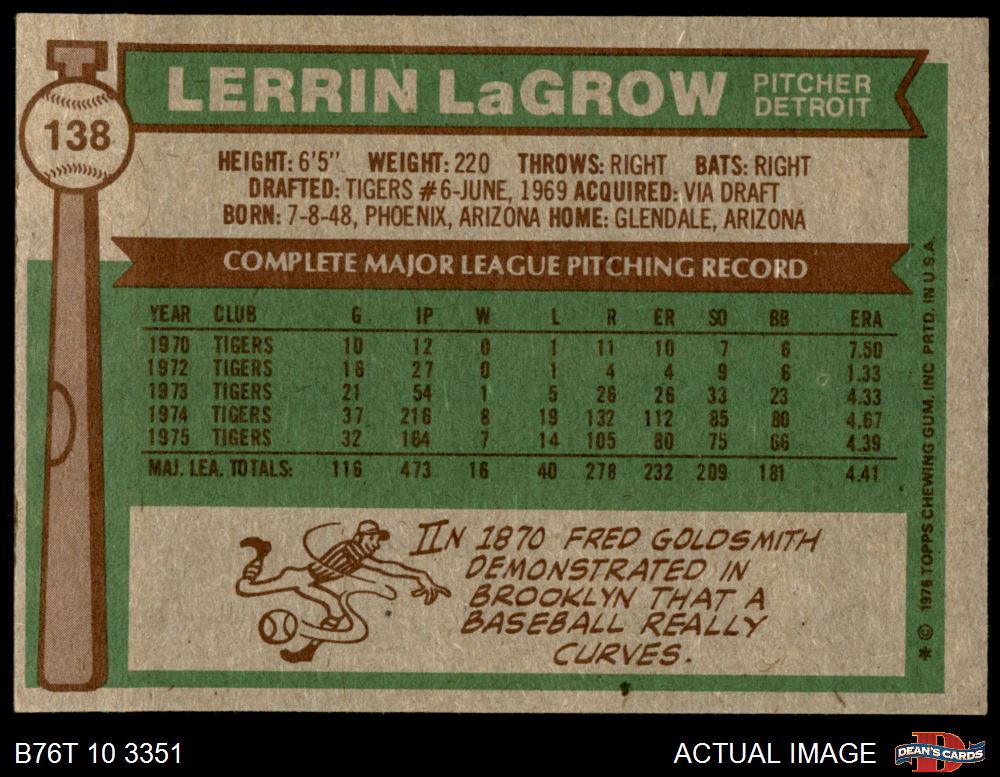 138
LERRIN LaGROW
PITCHER
DETROIT
HEIGHT: 6'5" WEIGHT: 220 THROWS: RIGHT BATS: RIGHT
DRAFTED: TIGERS #6-JUNE, 1969 ACQUIRED: VIA DRAFT
BORN: 7-8-48, PHOENIX, ARIZONA HOME: GLENDALE, ARIZONA
COMPLETE MAJOR LEAGUE PITCHING RECORD
YEAR CLUB G IP W L R ER SO BB ERA
1970 TIGERS 10 12 0 1 11 10 7 6 7.50
1972 TIGERS 16 27 0 1 4 4 9 6 1.33
1973 TIGERS 21 54 1 5 26 26 33 23 4.33
1974 TIGERS 37 216 8 19 132 112 85 80 4.67
1975 TIGERS 32 164 7 14 105 80 75 66 4.39
MAJ. LEA. TOTALS: 116 473 16 40 278 232 209 181 4.41
IN 1870 FRED GOLDSMITH
DEMONSTRATED IN
BROOKLYN THAT A
BASEBALL REALLY
CURVES.
* © 1976 TOPPS CHEWING GUM, INC PRTD. IN U.S.A.
B76T 10 3351
ACTUAL IMAGE
D
DEAN'S CARDS